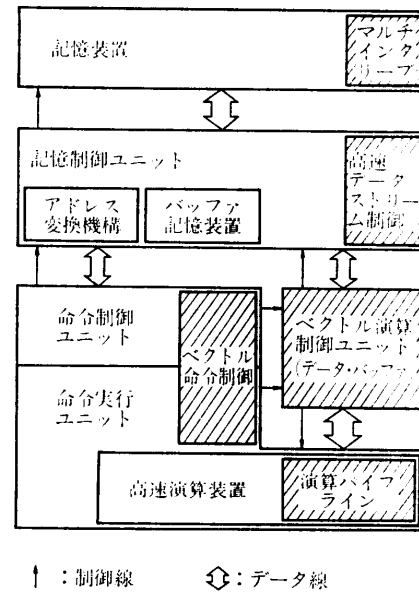 記憶装置
マルチ
インタ
リーブ
記憶制御ユニット
高速
データ
ストリー
ム制御
アドレス
変換機構
バッファ
記憶装置
命令制御
ユニット
ベクトル
命令制御
ベクトル演算
制御ユニット
(データ・バッファ)
命令実行
ユニット
高速演算装置
演算パイプ
ライン
↑:制御線
⇕:データ線